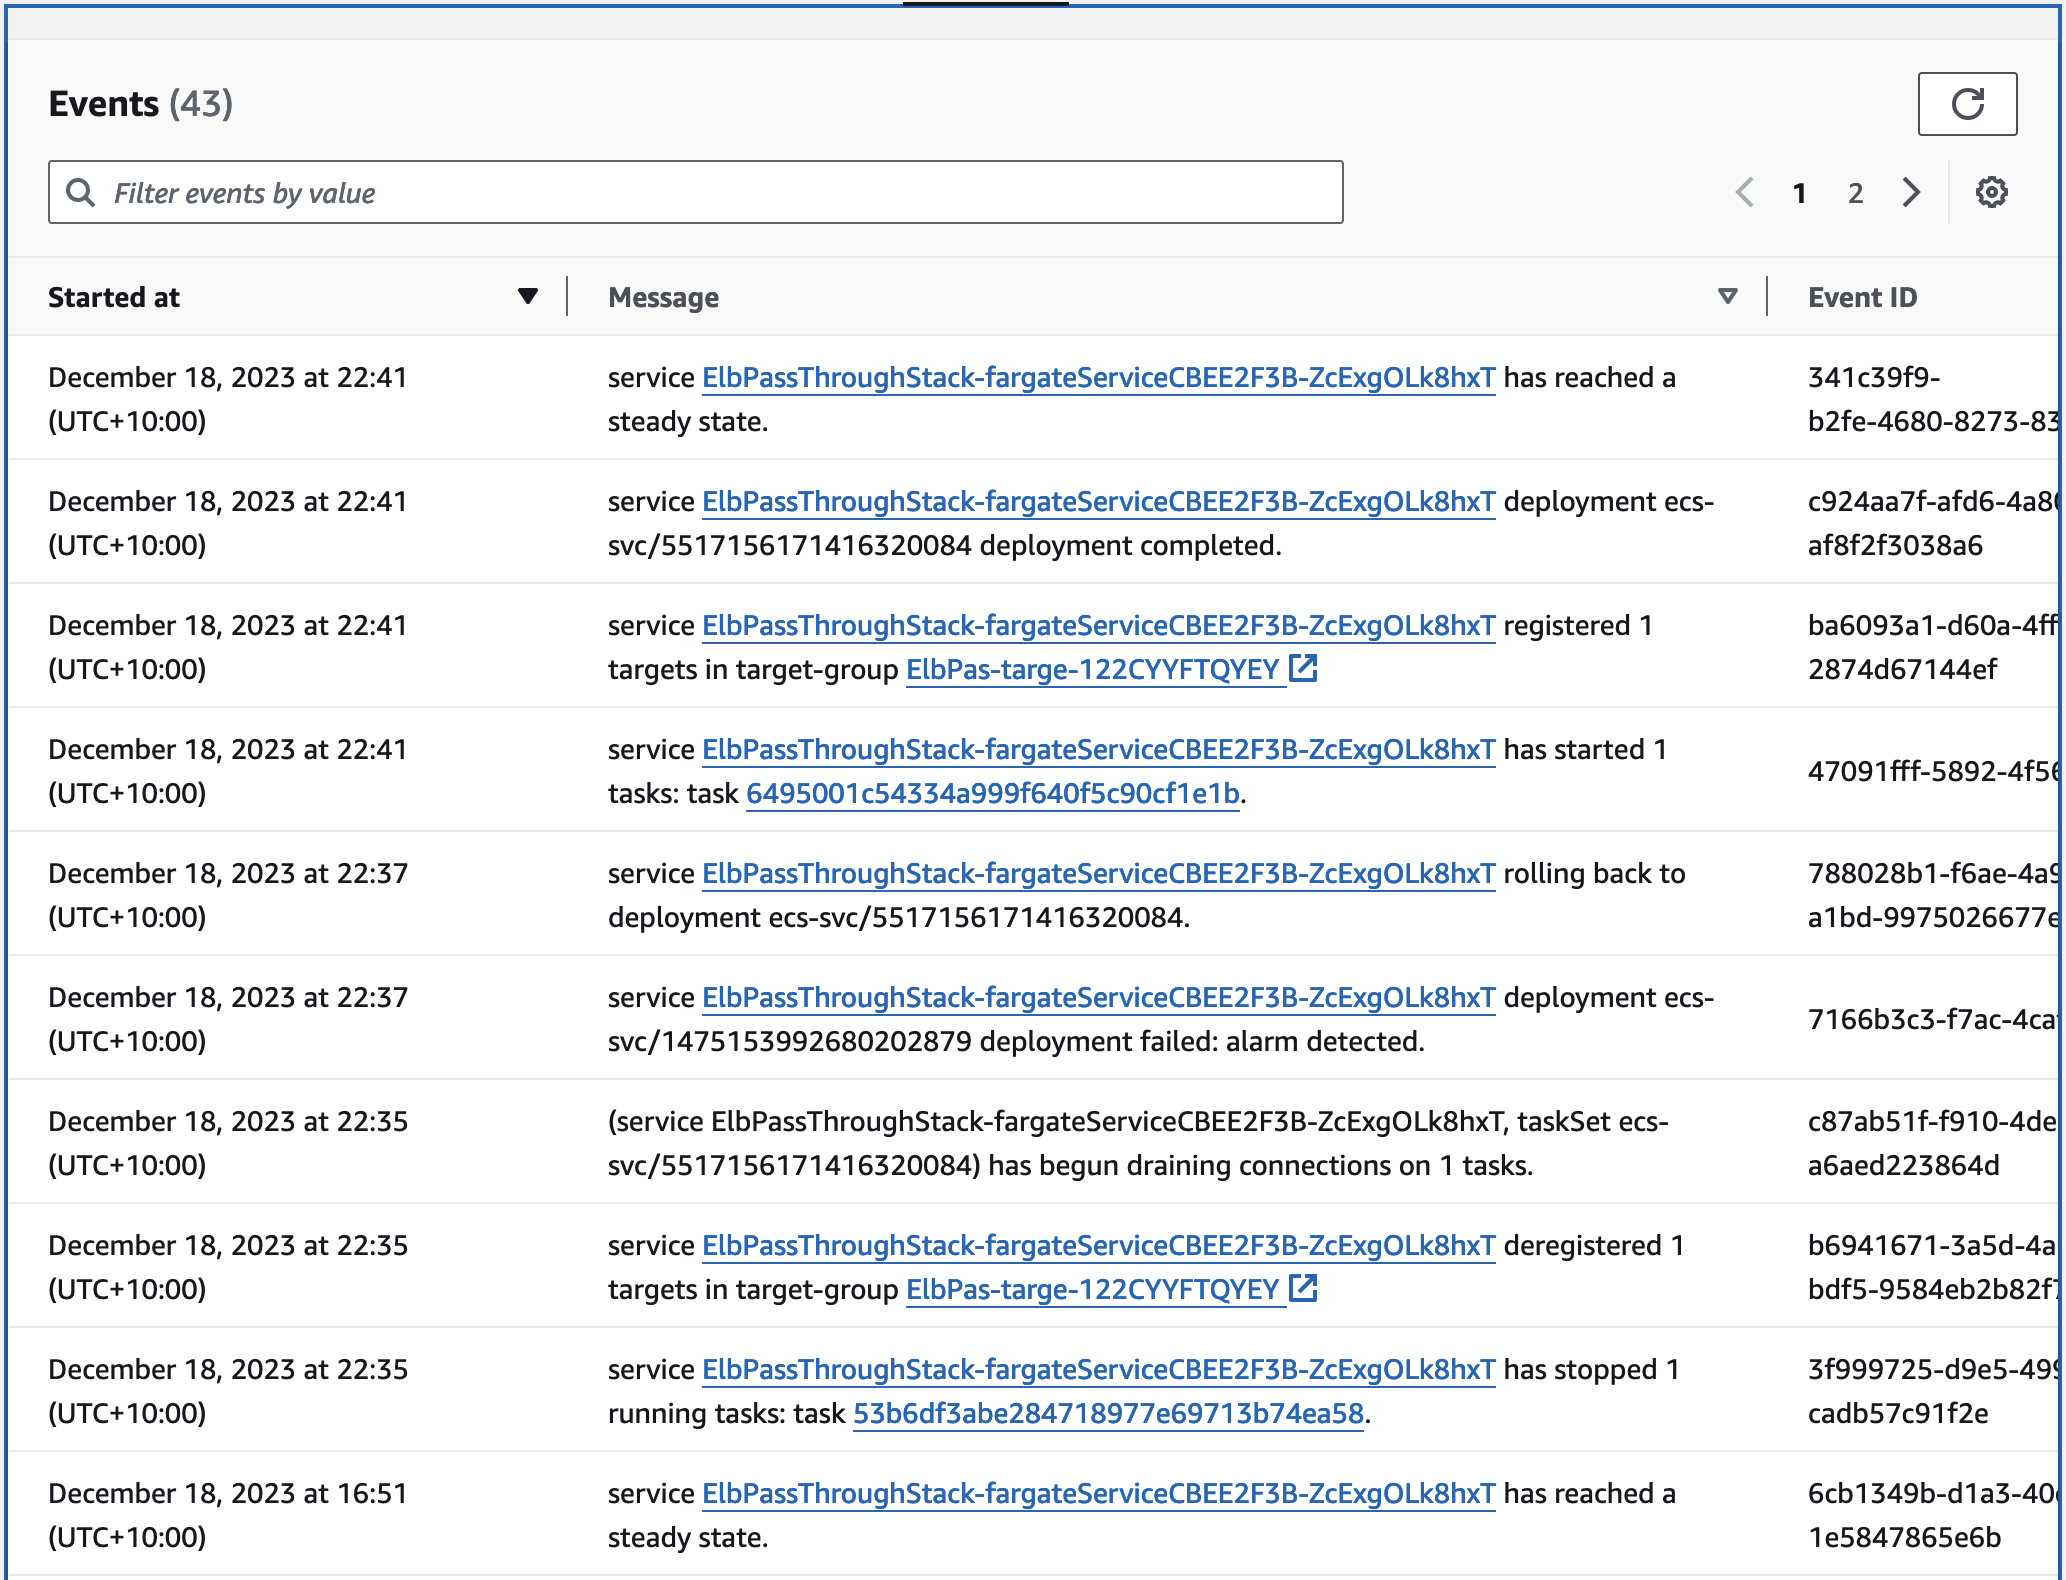 Events (43)
Filter events by value
1 2
Started at Message Event ID
December 18, 2023 at 22:41 service ElbPassThroughStack-fargateServiceCBEE2F3B-ZcExgOLk8hxT has reached a 341c39f9-
(UTC+10:00) steady state. b2fe-4680-8273-83
December 18, 2023 at 22:41 service ElbPassThroughStack-fargateServiceCBEE2F3B-ZcExgOLk8hxT deployment ecs- c924aa7f-afd6-4a8
(UTC+10:00) svc/5517156171416320084 deployment completed. af8f2f3038a6
December 18, 2023 at 22:41 service ElbPassThroughStack-fargateServiceCBEE2F3B-ZcExgOLk8hxT registered 1 ba6093a1-d60a-4ff
(UTC+10:00) targets in target-group ElbPas-targe-122CYYFTQYEY 2874d67144ef
December 18, 2023 at 22:41 service ElbPassThroughStack-fargateServiceCBEE2F3B-ZcExgOLk8hxT has started 1 47091fff-5892-4f56
(UTC+10:00) tasks: task 6495001c54334a999f640f5c90cf1e1b.
December 18, 2023 at 22:37 service ElbPassThroughStack-fargateServiceCBEE2F3B-ZcExgOLk8hxT rolling back to 788028b1-f6ae-4a9
(UTC+10:00) deployment ecs-svc/5517156171416320084. a1bd-9975026677e
December 18, 2023 at 22:37 service ElbPassThroughStack-fargateServiceCBEE2F3B-ZcExgOLk8hxT deployment ecs- 7166b3c3-f7ac-4ca
(UTC+10:00) svc/1475153992680202879 deployment failed: alarm detected.
December 18, 2023 at 22:35 (service ElbPassThroughStack-fargateServiceCBEE2F3B-ZcExgOLk8hxT, taskSet ecs- c87ab51f-f910-4de
(UTC+10:00) svc/5517156171416320084) has begun draining connections on 1 tasks. a6aed223864d
December 18, 2023 at 22:35 service ElbPassThroughStack-fargateServiceCBEE2F3B-ZcExgOLk8hxT deregistered 1 b6941671-3a5d-4a
(UTC+10:00) targets in target-group ElbPas-targe-122CYYFTQYEY bdf5-9584eb2b82f7
December 18, 2023 at 22:35 service ElbPassThroughStack-fargateServiceCBEE2F3B-ZcExgOLk8hxT has stopped 1 3f999725-d9e5-499
(UTC+10:00) running tasks: task 53b6df3abe284718977e69713b74ea58. cadb57c91f2e
December 18, 2023 at 16:51 service ElbPassThroughStack-fargateServiceCBEE2F3B-ZcExgOLk8hxT has reached a 6cb1349b-d1a3-40
(UTC+10:00) steady state. 1e5847865e6b